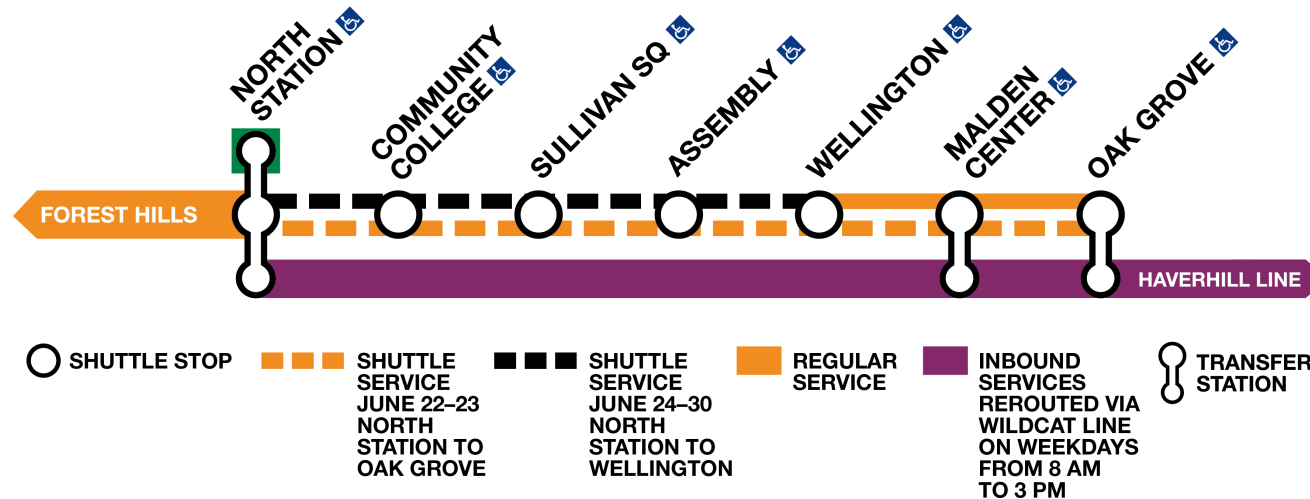 NORTH
STATION
COMMUNITY
COLLEGE
SULLIVAN SQ
ASSEMBLY
WELLINGTON
MALDEN
CENTER
OAK GROVE
FOREST HILLS
HAVERHILL LINE
SHUTTLE STOP
SHUTTLE
SERVICE
JUNE 22–23
NORTH
STATION TO
OAK GROVE
SHUTTLE
SERVICE
JUNE 24–30
NORTH
STATION TO
WELLINGTON
REGULAR
SERVICE
INBOUND
SERVICES
REROUTED VIA
WILDCAT LINE
ON WEEKDAYS
FROM 8 AM
TO 3 PM
TRANSFER
STATION